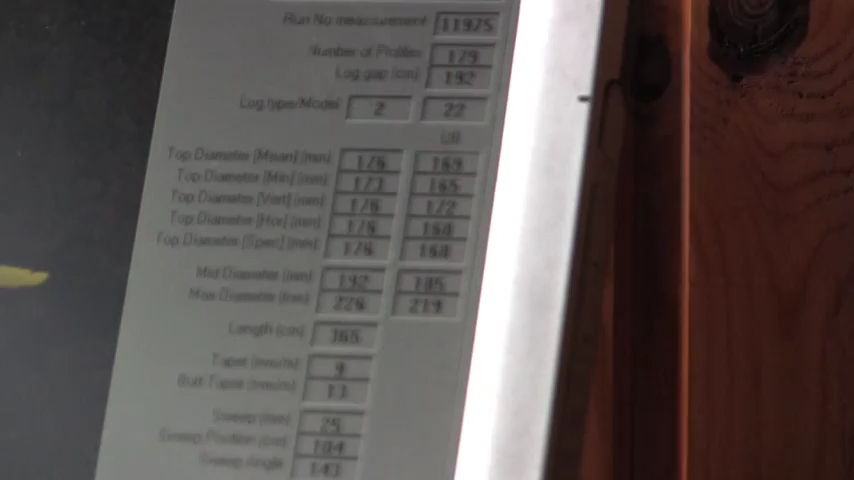 Run No measurement 11975
Number of Profiles 179
Log gap (cm) 192
Log type/Model 2 22
UB
Top Diameter [Mean] (mm) 176 169
Top Diameter [Min] (mm) 173 165
Top Diameter [Vert] (mm) 176 172
Top Diameter [Hor] (mm) 176 168
Top Diameter [Spec] (mm) 176 168
Mid Diameter (mm) 192 185
Max Diameter (mm) 226 219
Length (cm) 365
Taper (mm/m) 9
Butt Taper (mm/m) 13
Sweep (mm) 25
Sweep Position (cm) 184
Sweep Angle 143